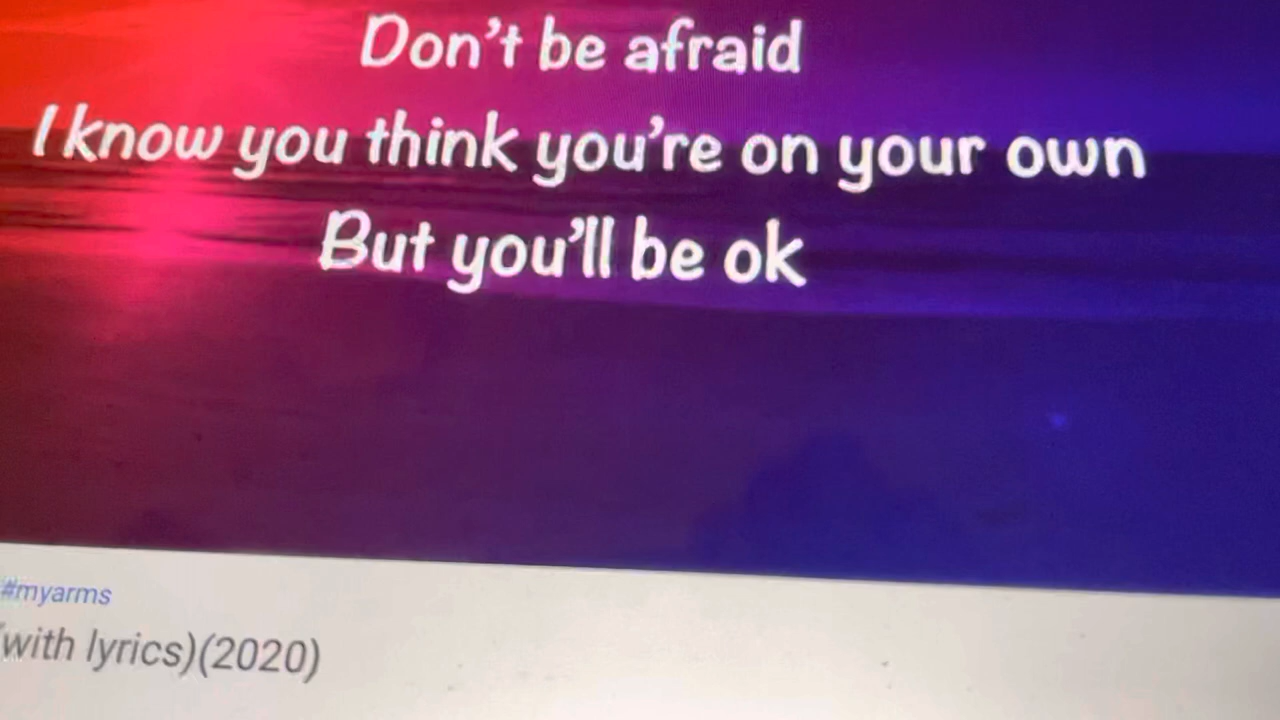 Don't be afraid
I know you think you're on your own
But you'll be ok
#myarms
(with lyrics)(2020)